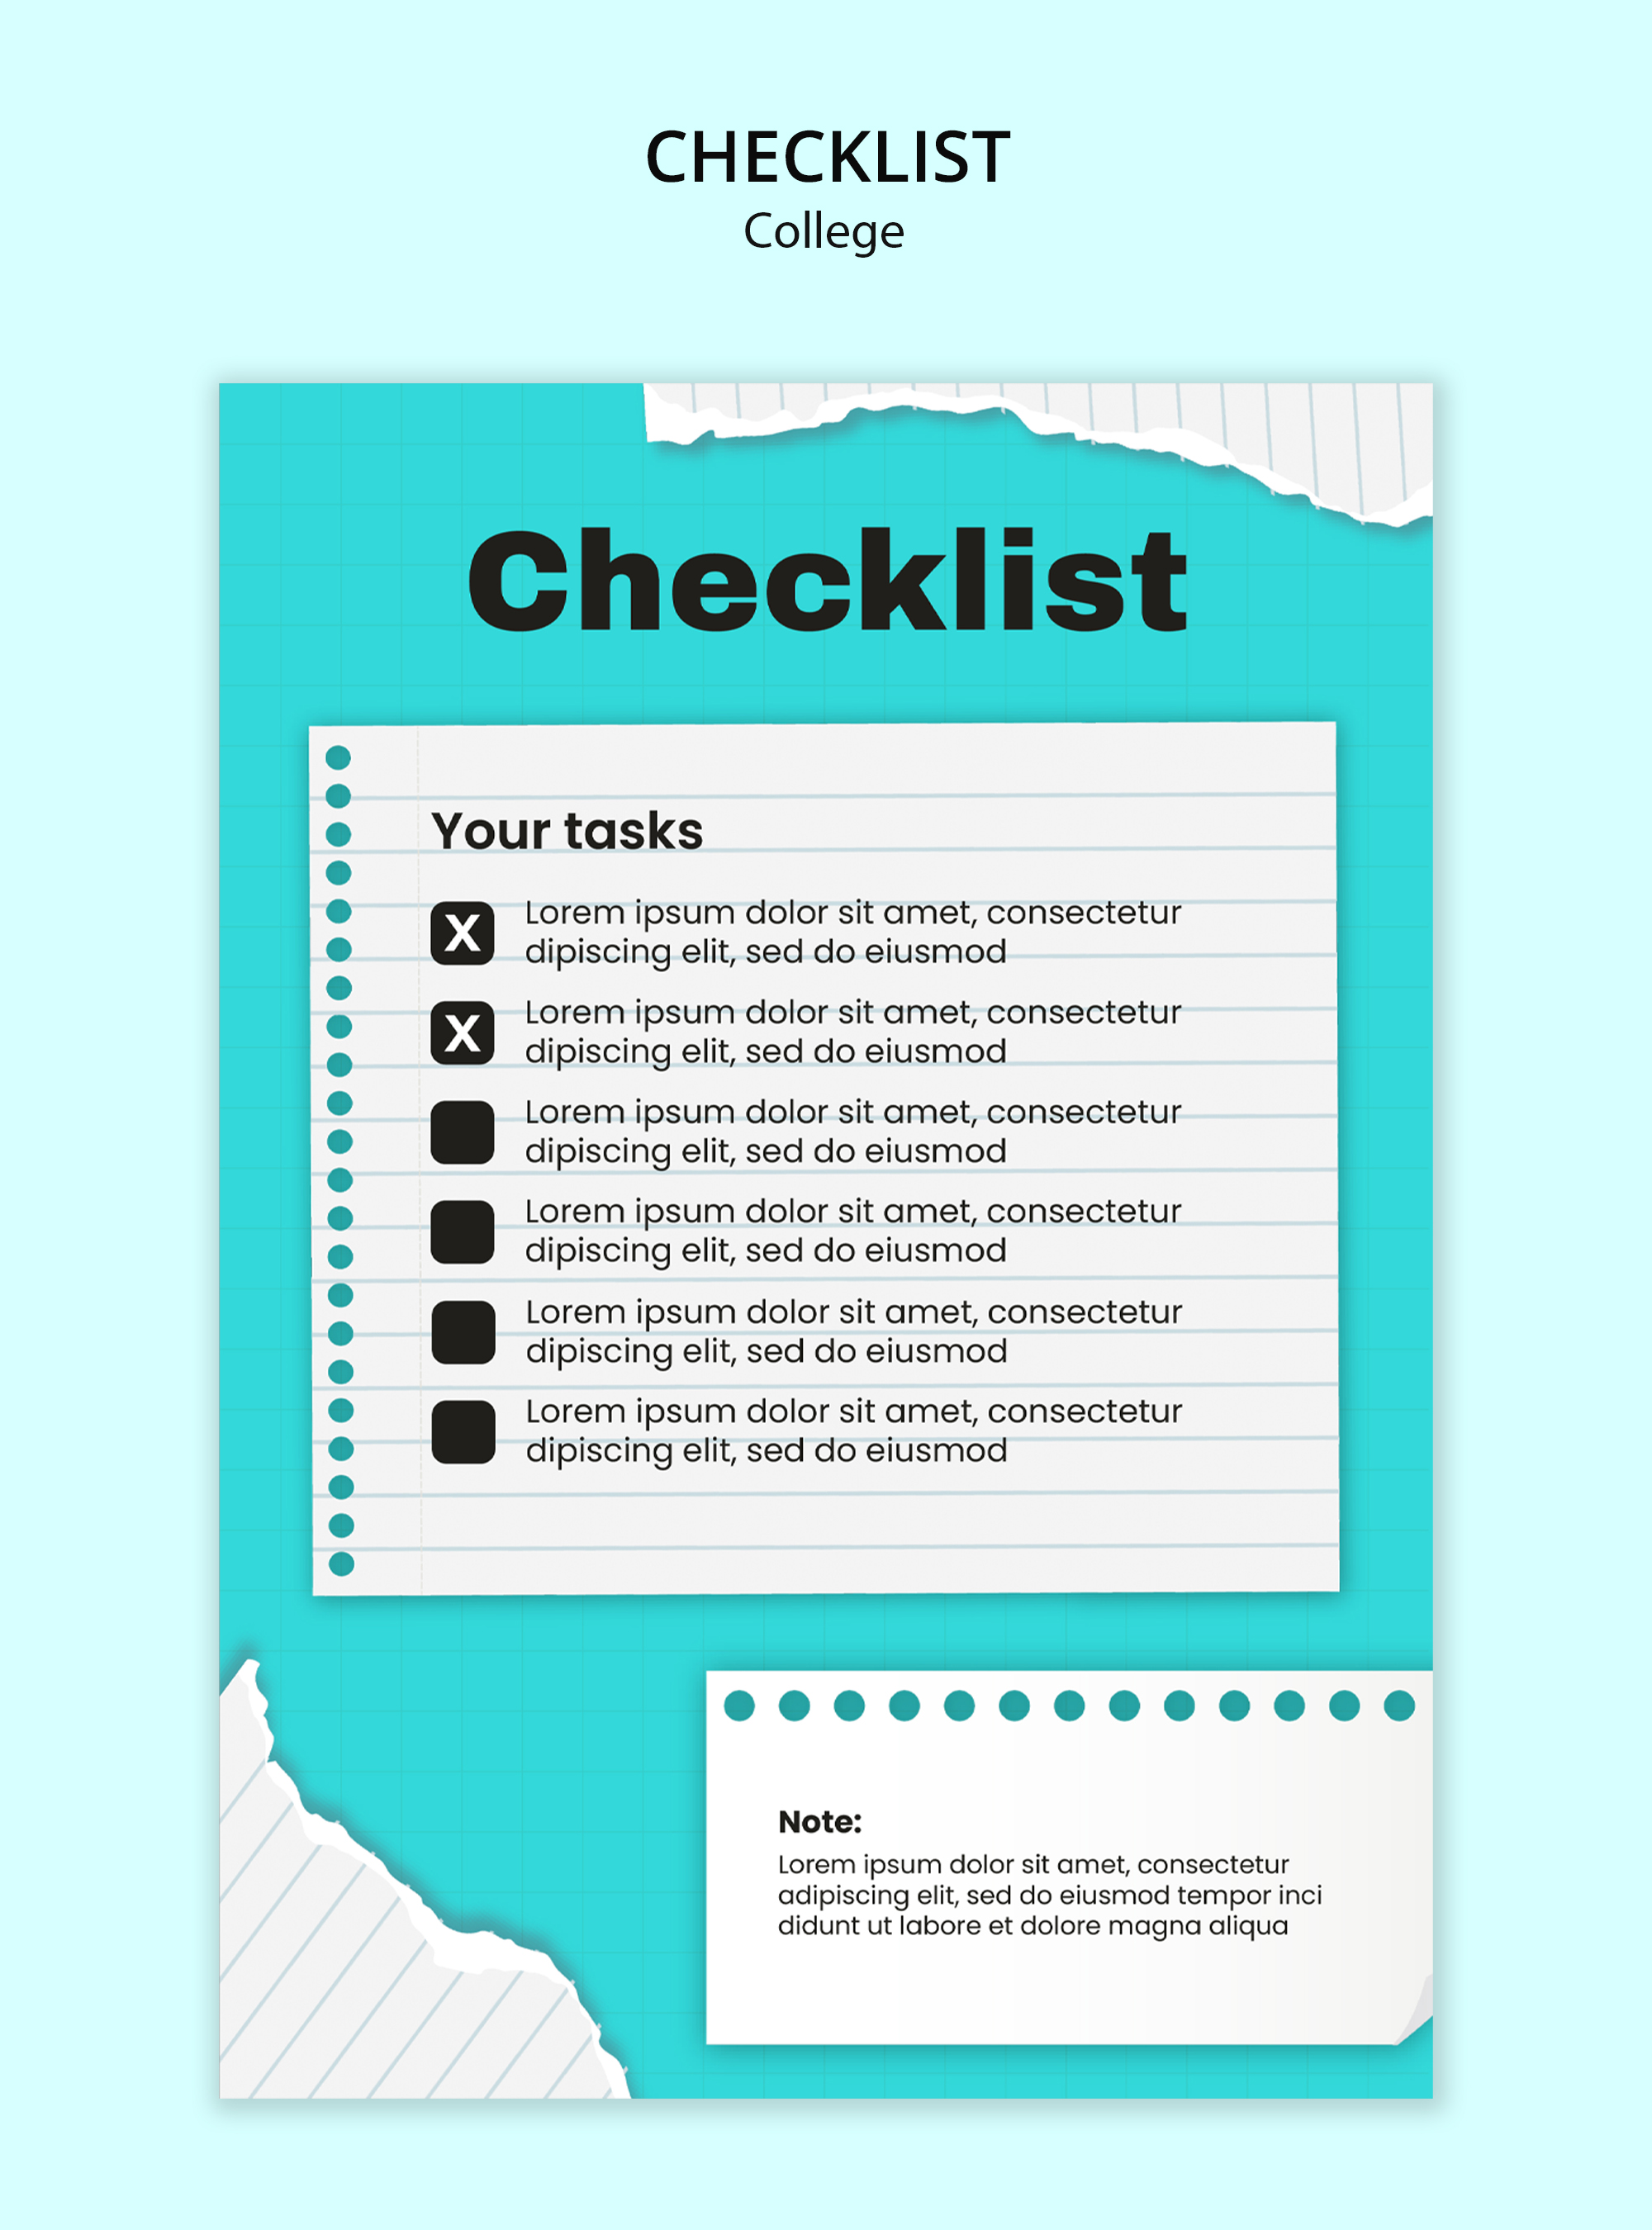 CHECKLIST
College
Checklist
Your tasks
X Lorem ipsum dolor sit amet, consectetur
dipiscing elit, sed do eiusmod
X Lorem ipsum dolor sit amet, consectetur
dipiscing elit, sed do eiusmod
Lorem ipsum dolor sit amet, consectetur
dipiscing elit, sed do eiusmod
Lorem ipsum dolor sit amet, consectetur
dipiscing elit, sed do eiusmod
Lorem ipsum dolor sit amet, consectetur
dipiscing elit, sed do eiusmod
Lorem ipsum dolor sit amet, consectetur
dipiscing elit, sed do eiusmod
Note:
Lorem ipsum dolor sit amet, consectetur
adipiscing elit, sed do eiusmod tempor inci
didunt ut labore et dolore magna aliqua